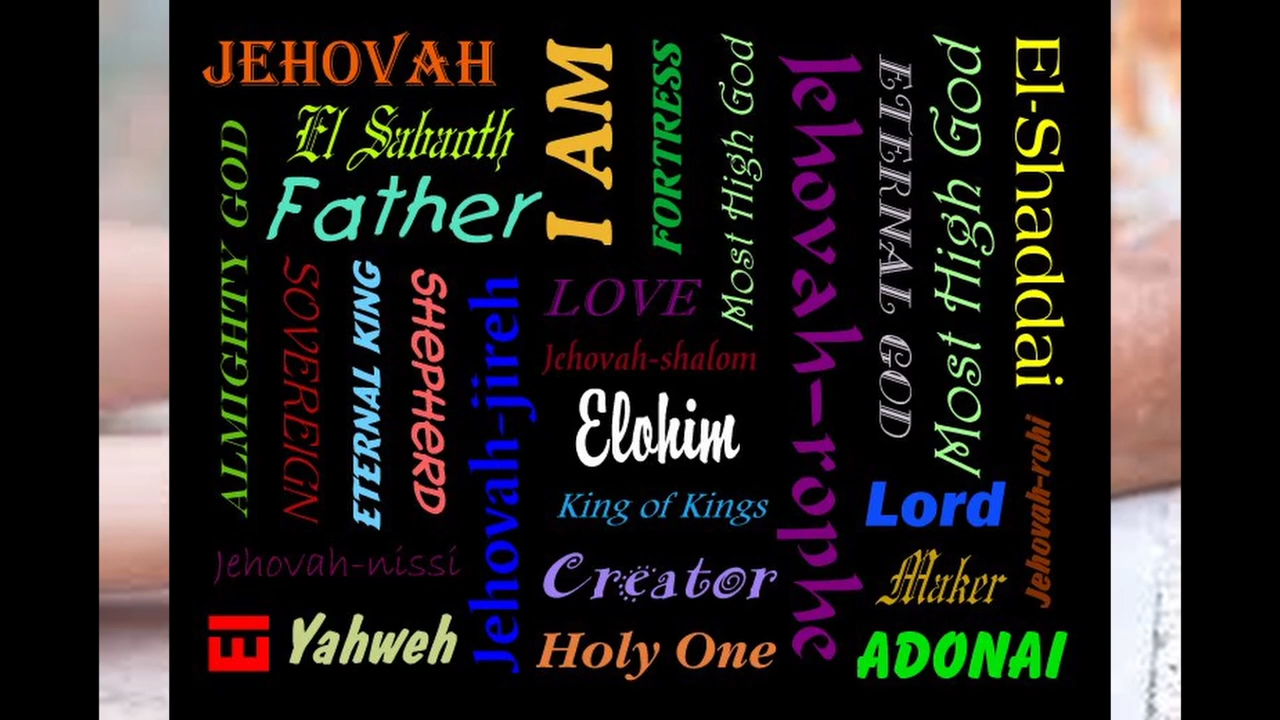 JEHOVAH
El Sabaoth
Father
ALMIGHTY GOD
SOVEREIGN
ETERNAL KING
SHEPHERD
Jehovah-jireh
Jehovah-nissi
El
Yahweh
I AM
FORTRESS
Most High God
LOVE
Jehovah-shalom
Elohim
King of Kings
Creator
Holy One
Jehovah-rophe
ETERNAL GOD
Most High God
El-Shaddai
Lord
Maker
Jehovah-rohi
ADONAI